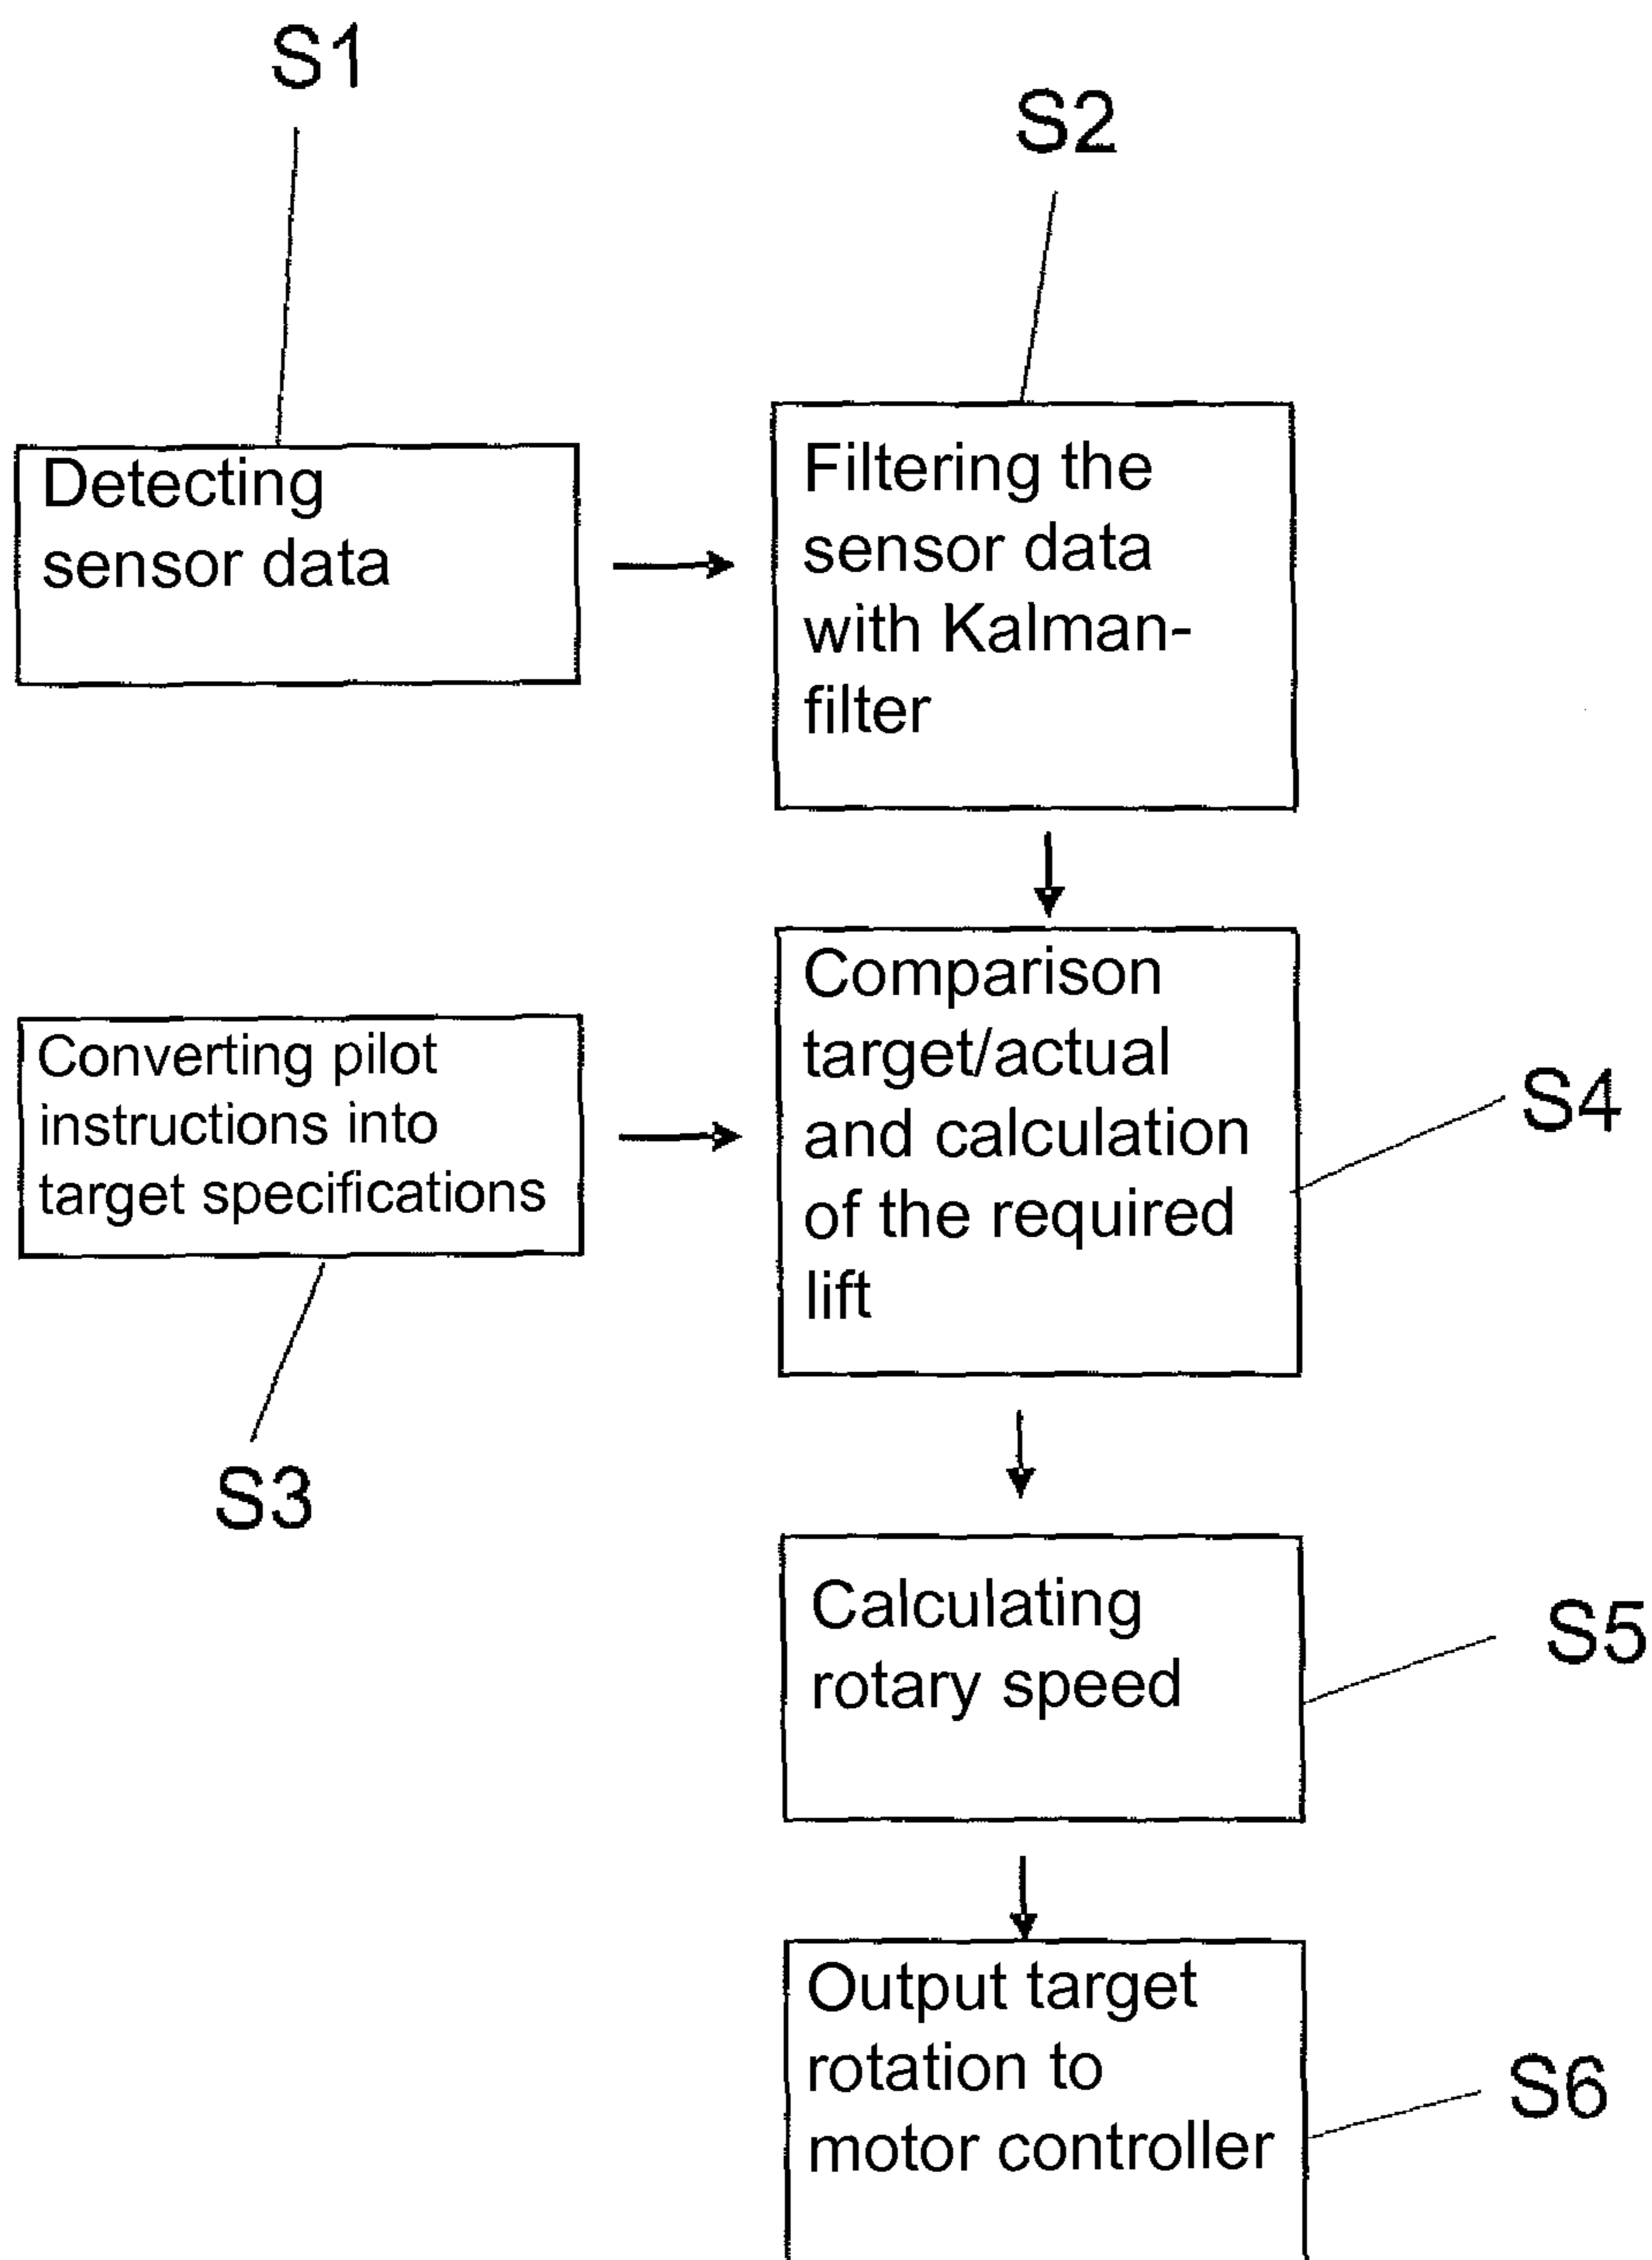 S1
S2
Detecting
sensor data
Filtering the
sensor data
with Kalman-
filter
Converting pilot
instructions into
target specifications
S3
Comparison
target/actual
and calculation
of the required
lift
S4
Calculating
rotary speed
S5
Output target
rotation to
motor controller
S6